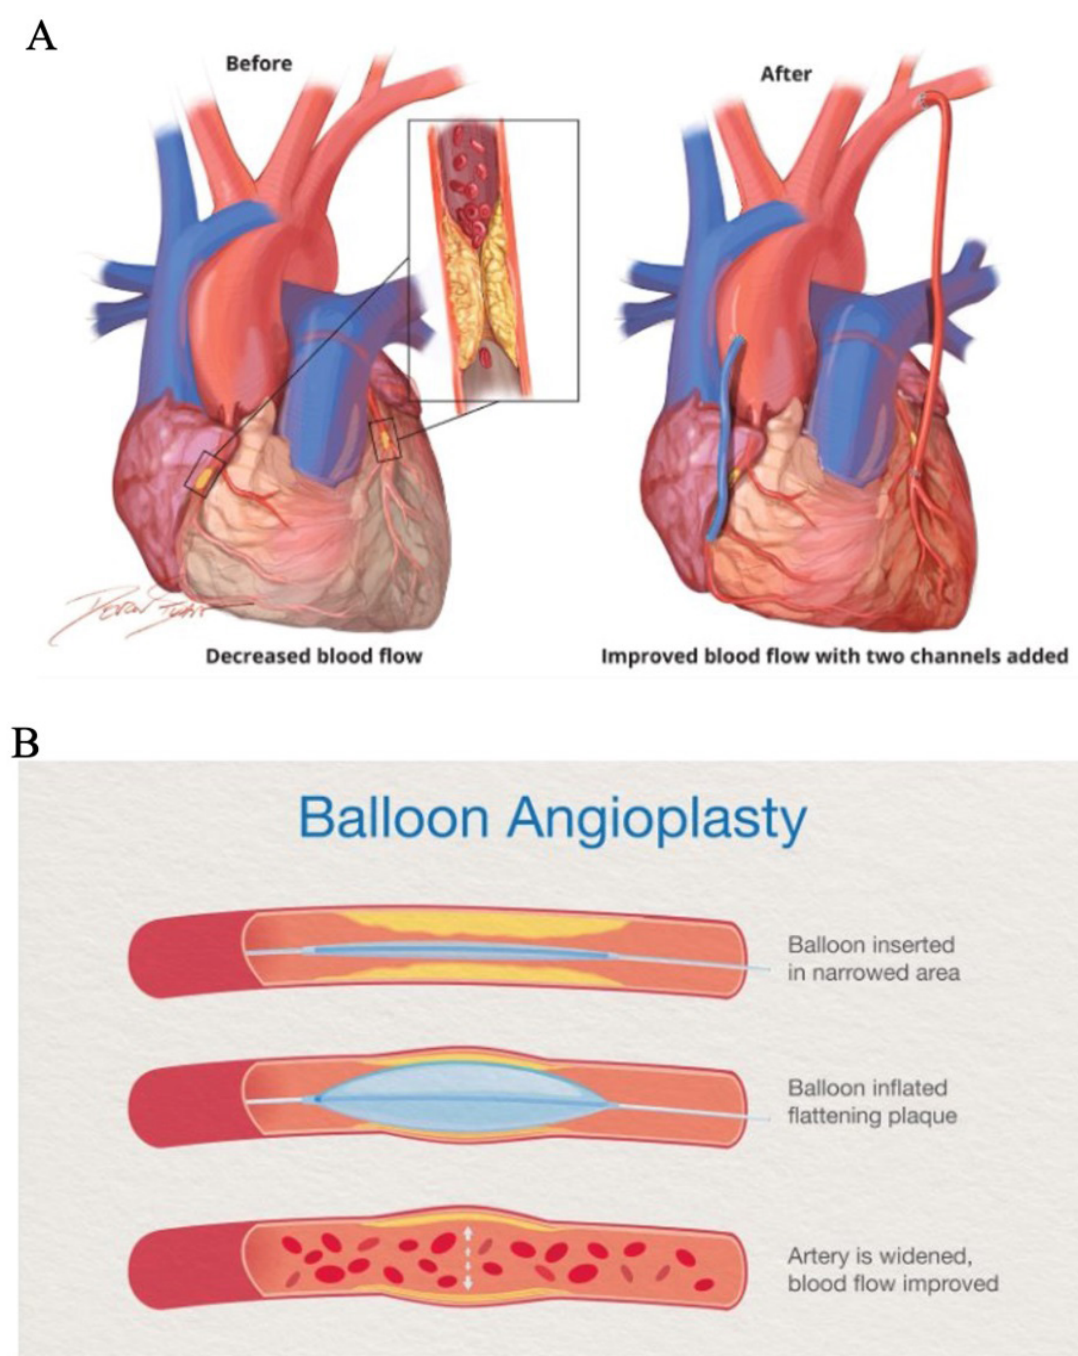 A
Before
After
Decreased blood flow
Improved blood flow with two channels added
B
Balloon Angioplasty
Balloon inserted
in narrowed area
Balloon inflated
flattening plaque
Artery is widened,
blood flow improved